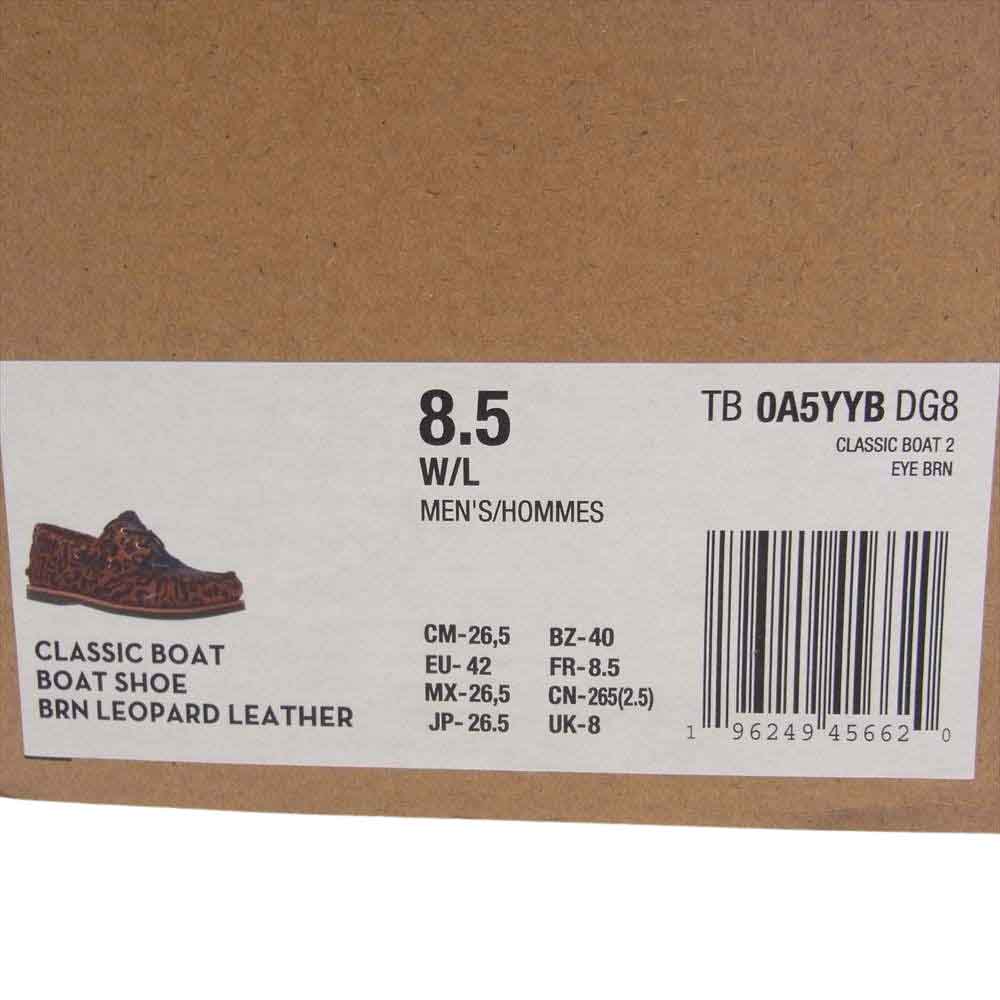 8.5
W/L
MEN'S/HOMMES
TB 0A5YYB DG8
CLASSIC BOAT 2
EYE BRN
CLASSIC BOAT
BOAT SHOE
BRN LEOPARD LEATHER
CM-26,5 BZ-40
EU- 42 FR-8.5
MX-26,5 CN-265(2.5)
JP- 26.5 UK-8
1 96249 45662 0